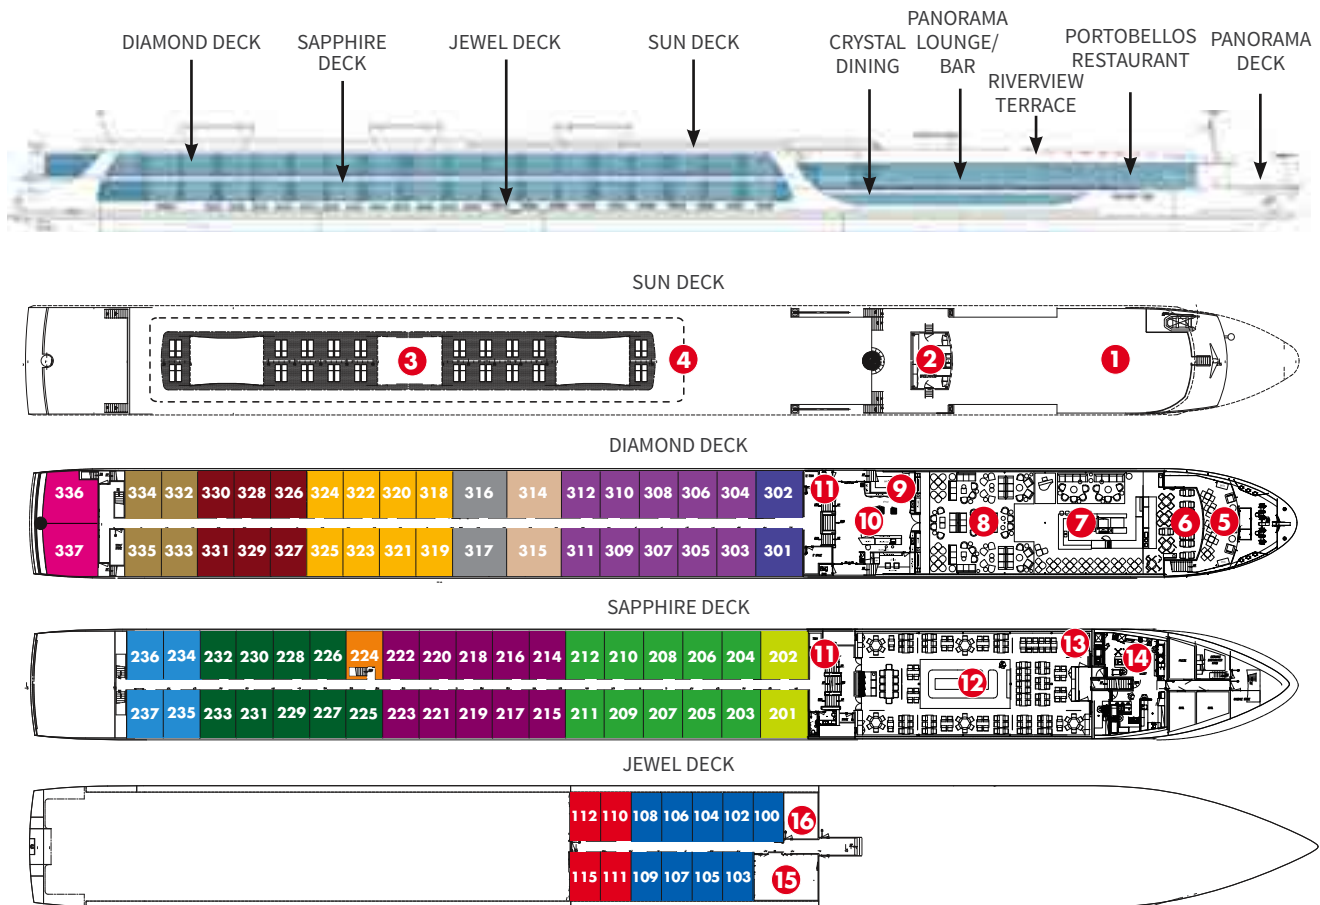 DIAMOND DECK
SAPPHIRE
DECK
JEWEL DECK
SUN DECK
CRYSTAL
DINING
PANORAMA
LOUNGE/
BAR
RIVERVIEW
TERRACE
PORTOBELLOS
RESTAURANT
PANORAMA
DECK
SUN DECK
3 4 2 1
DIAMOND DECK
336 334 332 330 328 326 324 322 320 318 316 314 312 310 308 306 304 302 11 9
10 8 7 6 5
337 335 333 331 329 327 325 323 321 319 317 315 311 309 307 305 303 301
SAPPHIRE DECK
236 234 232 230 228 226 224 222 220 218 216 214 212 210 208 206 204 202 11 13 14
12
237 235 233 231 229 227 225 223 221 219 217 215 211 209 207 205 203 201
JEWEL DECK
112 110 108 106 104 102 100 16
115 111 109 107 105 103 15